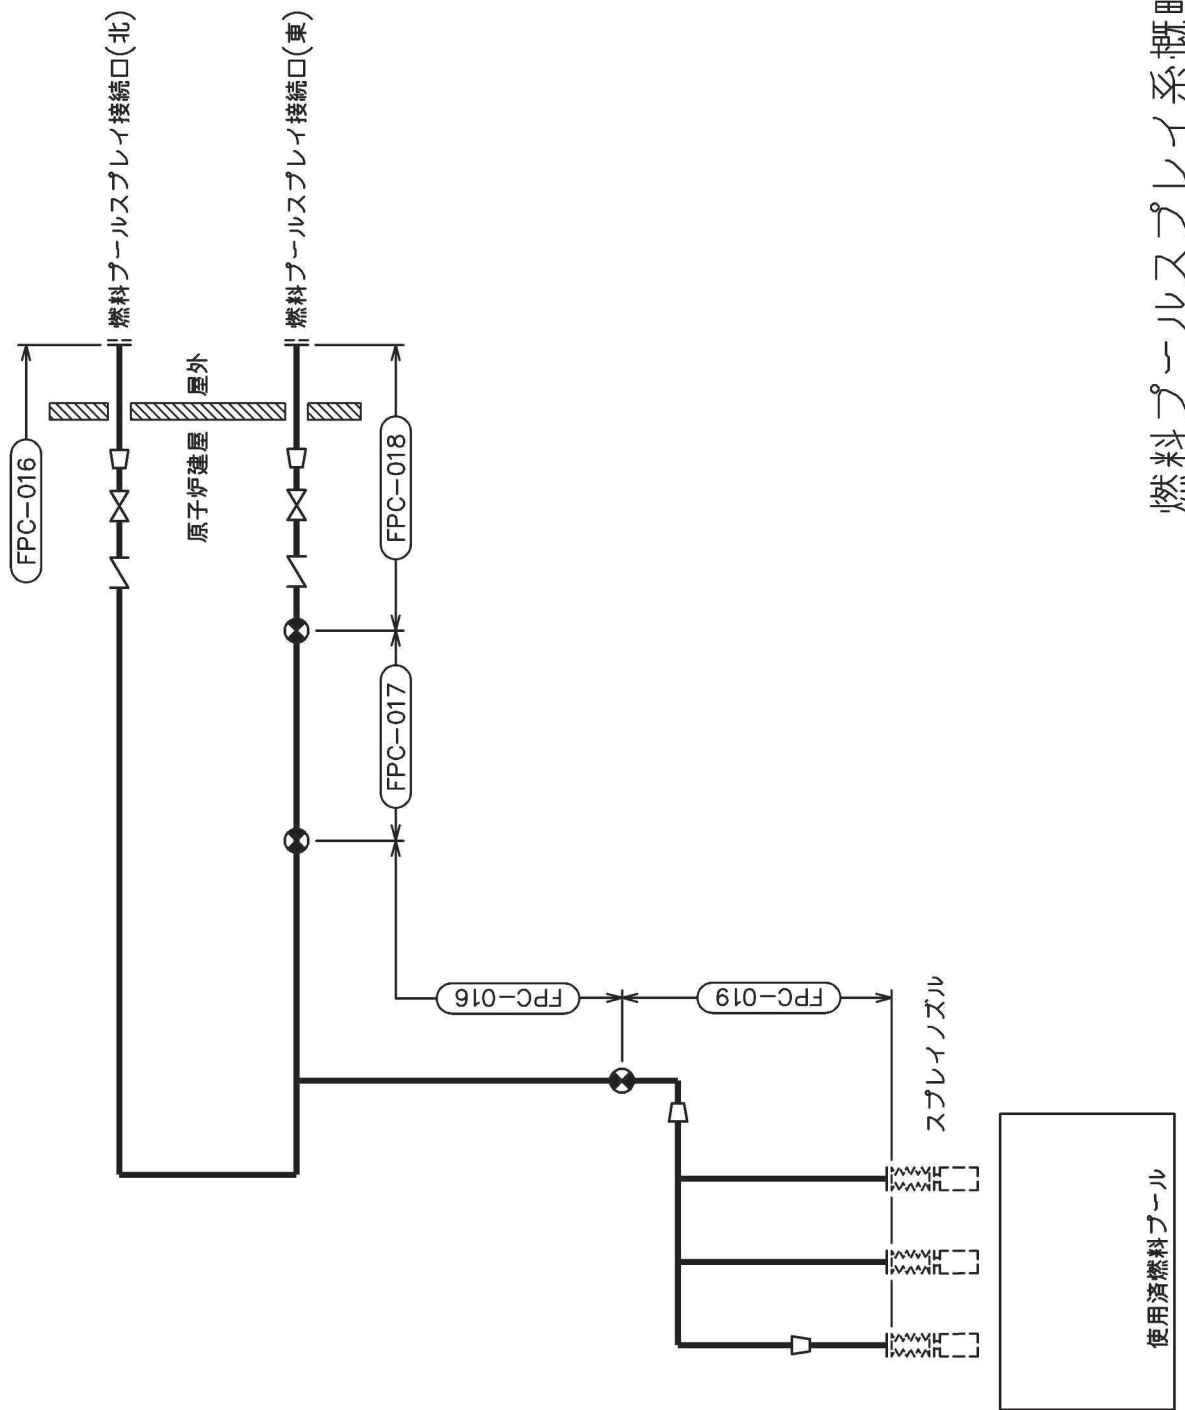 燃料プールスプレイ接続口(北)
燃料プールスプレイ接続口(東)
FPC-016
屋外
原子炉建屋
FPC-018
FPC-017
FPC-016
FPC-019
スプレイノズル
使用済燃料プール
燃料プールスプレイ系概